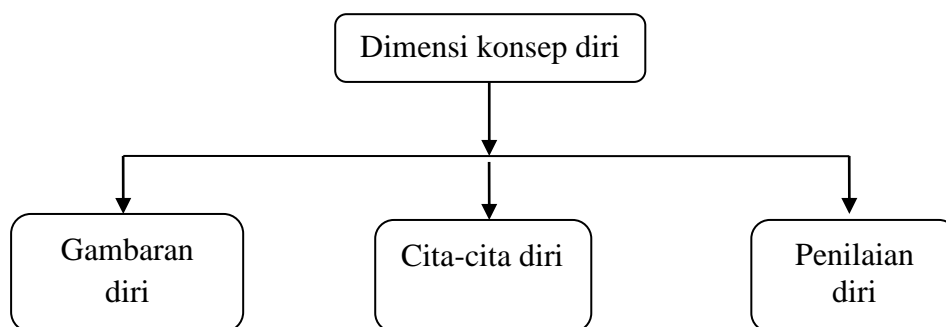 Dimensi konsep diri
Gambaran
diri
Cita-cita diri
Penilaian
diri